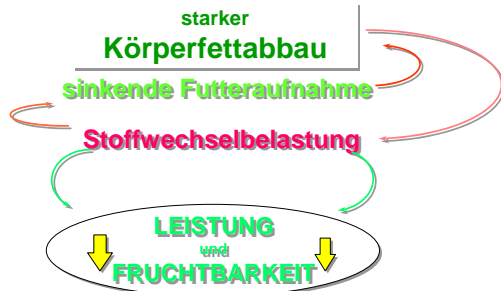 starker
Körperfettabbau
sinkende Futteraufnahme
Stoffwechselbelastung
LEISTUNG
und
FRUCHTBARKEIT